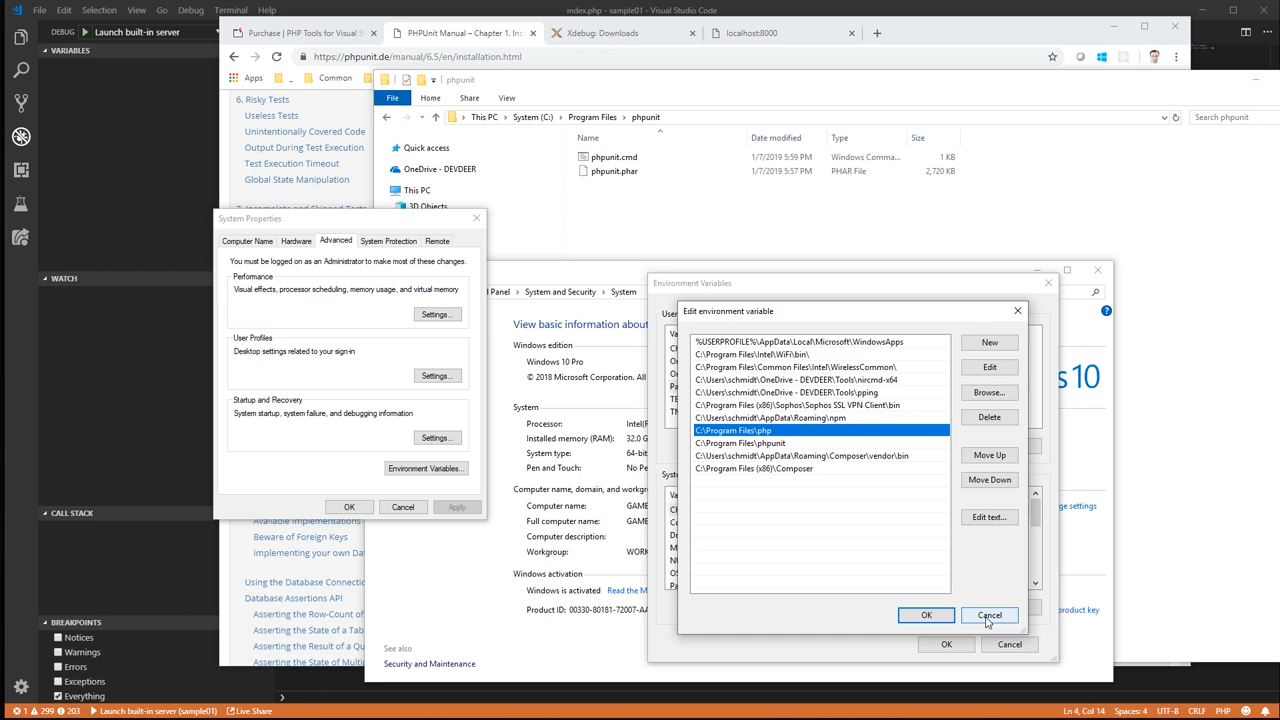 File Edit Selection View Go Debug Terminal Help index.php - sample01 - Visual Studio Code
DEBUG Launch built-in server
VARIABLES
WATCH
CALL STACK
BREAKPOINTS
Notices
Warnings
Errors
Exceptions
Everything
1 299 203 Launch built-in server (sample01) Live Share
Ln 4, Col 14 Spaces: 4 UTF-8 CRLF PHP
Purchase | PHP Tools for Visual S
PHPUnit Manual – Chapter 1. Inst
Xdebug: Downloads
localhost:8000
https://phpunit.de/manual/6.5/en/installation.html
Apps _ Common
6. Risky Tests
Useless Tests
Unintentionally Covered Code
Output During Test Execution
Test Execution Timeout
Global State Manipulation
7. Incomplete and Skipped Tests
Available Implementations
Beware of Foreign Keys
Implementing your own Dat
Using the Database Connectio
Database Assertions API
Asserting the Row-Count of
Asserting the State of a Tab
Asserting the Result of a Qu
Asserting the State of Multip
phpunit
File Home Share View
This PC System (C:) Program Files phpunit
Search phpunit
Name Date modified Type Size
phpunit.cmd 1/7/2019 5:59 PM Windows Comma... 1 KB
phpunit.phar 1/7/2019 5:57 PM PHAR File 2,720 KB
Quick access
OneDrive - DEVDEER
This PC
3D Objects
System Properties
Computer Name Hardware Advanced System Protection Remote
You must be logged on as an Administrator to make most of these changes.
Performance
Visual effects, processor scheduling, memory usage, and virtual memory
Settings...
User Profiles
Desktop settings related to your sign-in
Settings...
Startup and Recovery
System startup, system failure, and debugging information
Settings...
Environment Variables...
OK Cancel Apply
l Panel System and Security System
View basic information about
Windows edition
Windows 10 Pro
© 2018 Microsoft Corporation. Al
System
Processor: Intel(R
Installed memory (RAM): 32.0 G
System type: 64-bit
Pen and Touch: No Pe
Computer name, domain, and workg
Computer name: GAME
Full computer name: GAME
Computer description:
Workgroup: WORK
Windows activation
Windows is activated Read the M
Product ID: 00330-80181-72007-AA
See also
Security and Maintenance
10
ge settings
product key
Environment Variables
OK Cancel
Edit environment variable
%USERPROFILE%\AppData\Local\Microsoft\WindowsApps
C:\Program Files\Intel\WiFi\bin\
C:\Program Files\Common Files\Intel\WirelessCommon\
C:\Users\schmidt\OneDrive - DEVDEER\Tools\nircmd-x64
C:\Users\schmidt\OneDrive - DEVDEER\Tools\pping
C:\Program Files (x86)\Sophos\Sophos SSL VPN Client\bin
C:\Users\schmidt\AppData\Roaming\npm
C:\Program Files\php
C:\Program Files\phpunit
C:\Users\schmidt\AppData\Roaming\Composer\vendor\bin
C:\Program Files (x86)\Composer
New
Edit
Browse...
Delete
Move Up
Move Down
Edit text...
OK Cancel